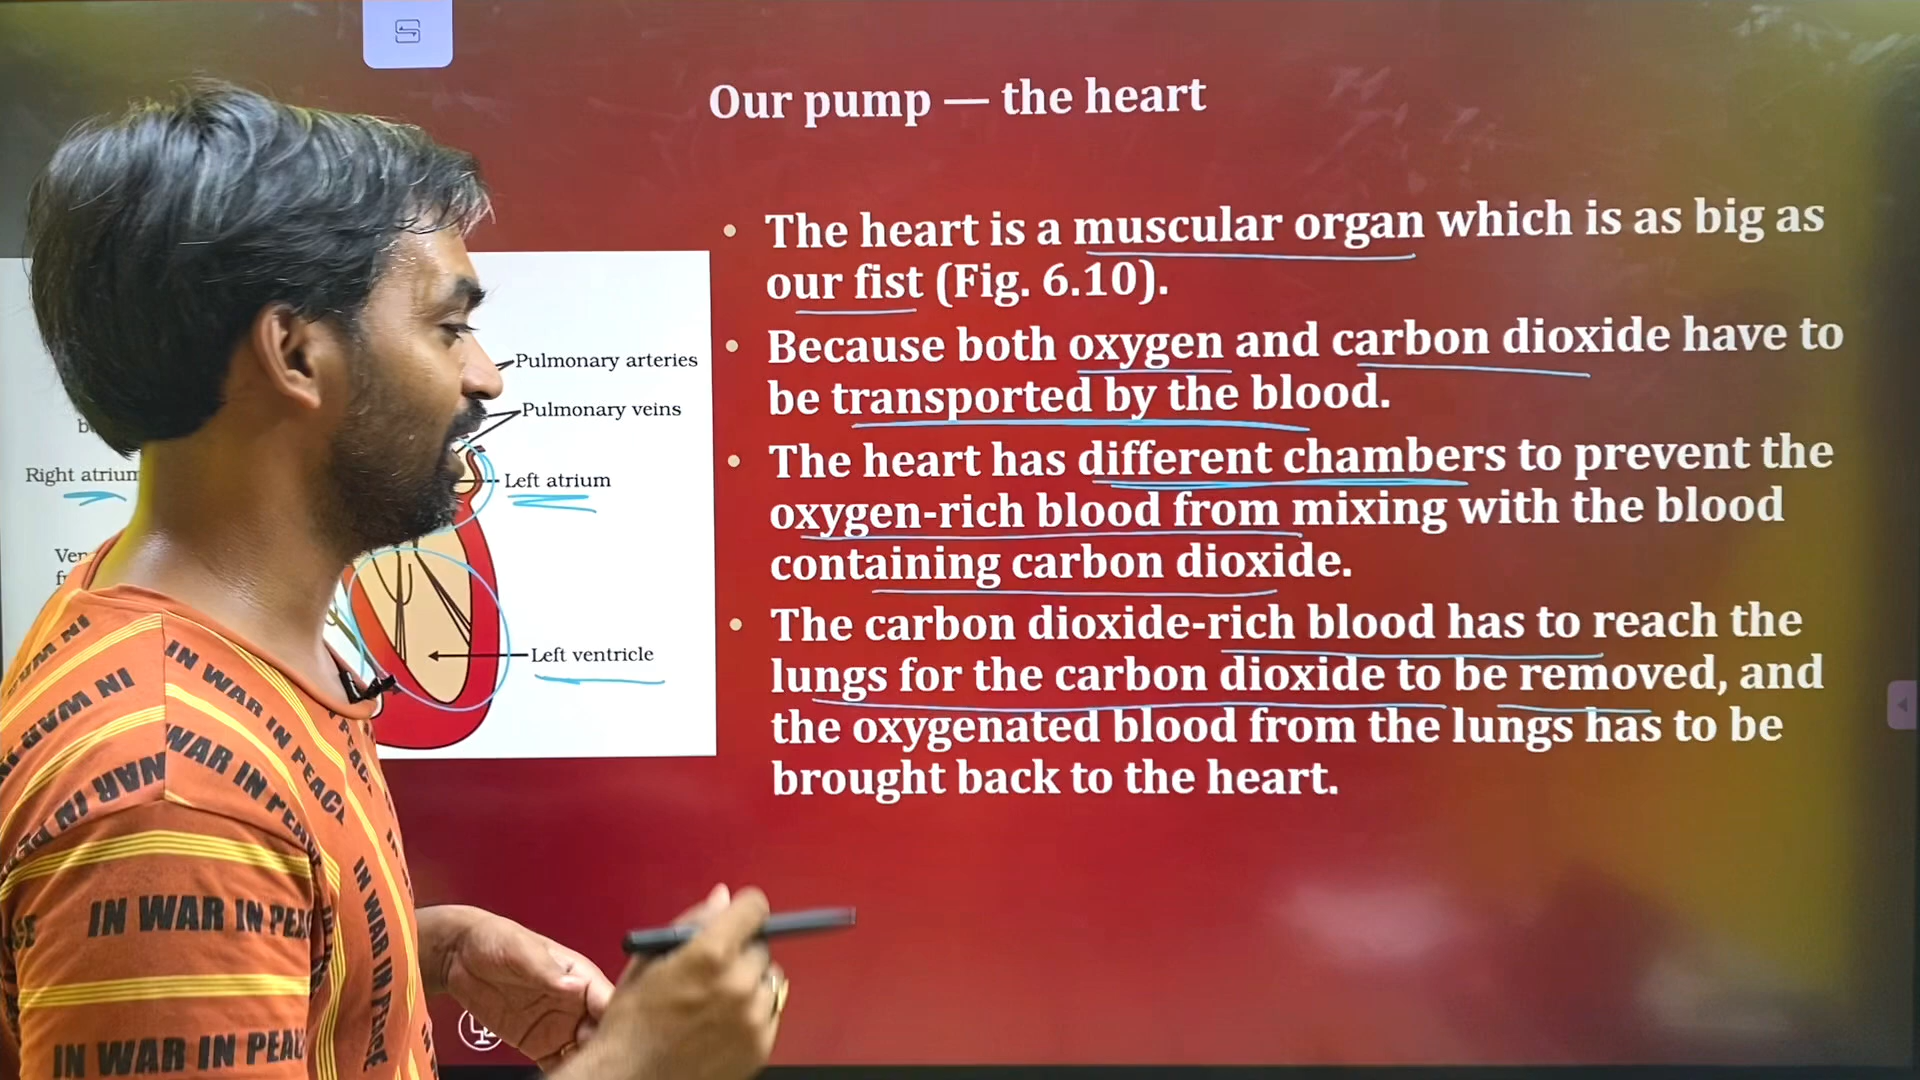 Our pump — the heart
• The heart is a muscular organ which is as big as
our fist (Fig. 6.10).
• Because both oxygen and carbon dioxide have to
be transported by the blood.
• The heart has different chambers to prevent the
oxygen-rich blood from mixing with the blood
containing carbon dioxide.
• The carbon dioxide-rich blood has to reach the
lungs for the carbon dioxide to be removed, and
the oxygenated blood from the lungs has to be
brought back to the heart.
Pulmonary arteries
Pulmonary veins
Right atrium
Left atrium
Left ventricle
IN WAR IN PEACE
IN WAR IN PEACE
IN WAR IN
IN WAR IN